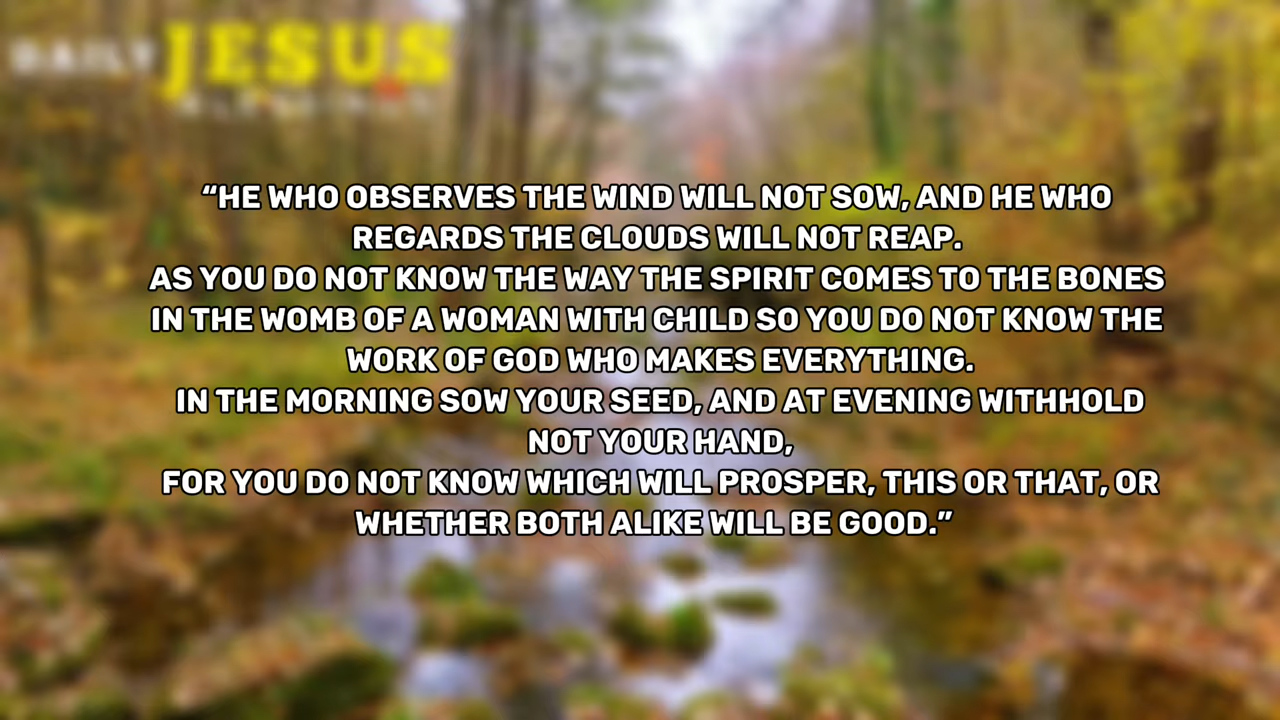 DAILY JESUS
“HE WHO OBSERVES THE WIND WILL NOT SOW, AND HE WHO
REGARDS THE CLOUDS WILL NOT REAP.
AS YOU DO NOT KNOW THE WAY THE SPIRIT COMES TO THE BONES
IN THE WOMB OF A WOMAN WITH CHILD SO YOU DO NOT KNOW THE
WORK OF GOD WHO MAKES EVERYTHING.
IN THE MORNING SOW YOUR SEED, AND AT EVENING WITHHOLD
NOT YOUR HAND,
FOR YOU DO NOT KNOW WHICH WILL PROSPER, THIS OR THAT, OR
WHETHER BOTH ALIKE WILL BE GOOD.”